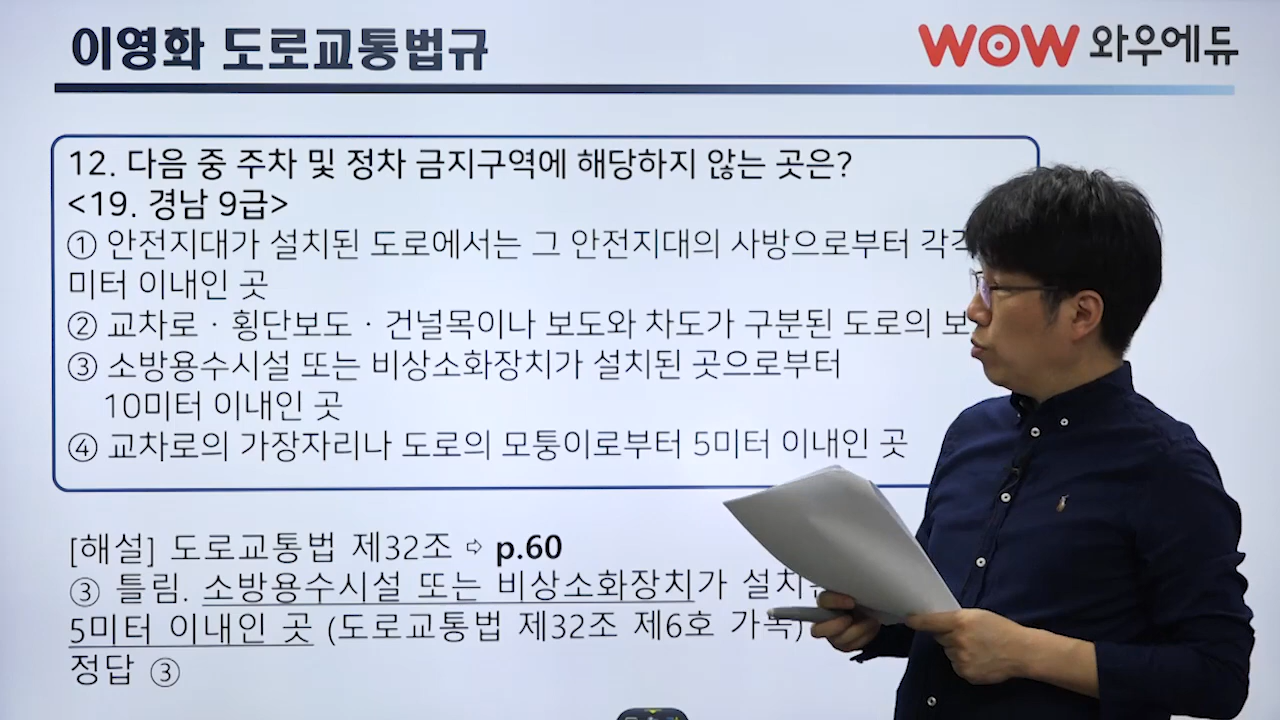 이영화 도로교통법규
WOW 와우에듀
12. 다음 중 주차 및 정차 금지구역에 해당하지 않는 곳은?
<19. 경남 9급>
① 안전지대가 설치된 도로에서는 그 안전지대의 사방으로부터 각각
미터 이내인 곳
② 교차로 · 횡단보도 · 건널목이나 보도와 차도가 구분된 도로의 보
③ 소방용수시설 또는 비상소화장치가 설치된 곳으로부터
10미터 이내인 곳
④ 교차로의 가장자리나 도로의 모퉁이로부터 5미터 이내인 곳
[해설] 도로교통법 제32조 ⇨ p.60
③ 틀림. 소방용수시설 또는 비상소화장치가 설치
5미터 이내인 곳 (도로교통법 제32조 제6호 가목)
정답 ③